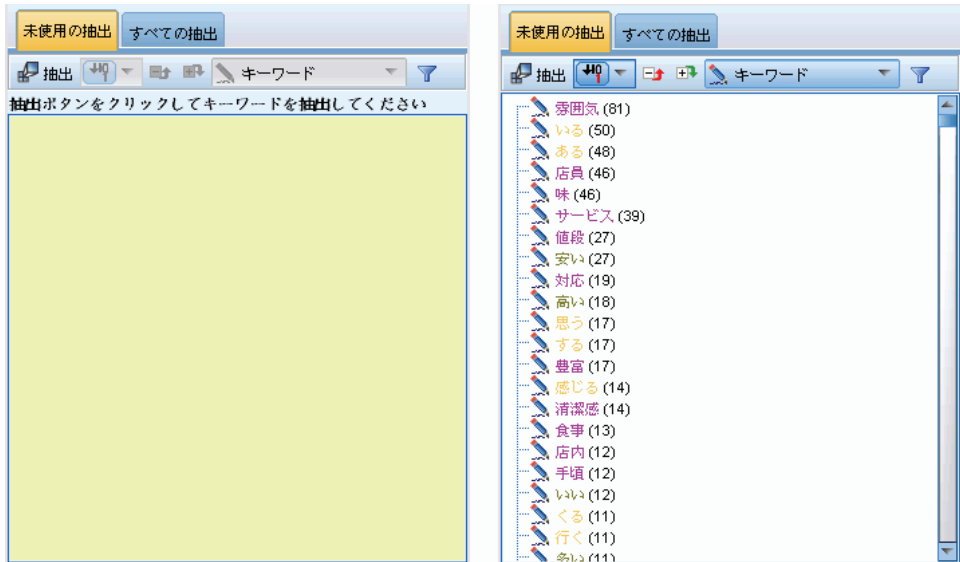 未使用の抽出 すべての抽出
抽出 キーワード
抽出ボタンをクリックしてキーワードを抽出してください
未使用の抽出 すべての抽出
抽出 キーワード
雰囲気 (81)
いる (50)
ある (48)
店員 (46)
味 (46)
サービス (39)
値段 (27)
安い (27)
対応 (19)
高い (18)
思う (17)
する (17)
豊富 (17)
感じる (14)
清潔感 (14)
食事 (13)
店内 (12)
手頃 (12)
いい (12)
くる (11)
行く (11)
多い (11)